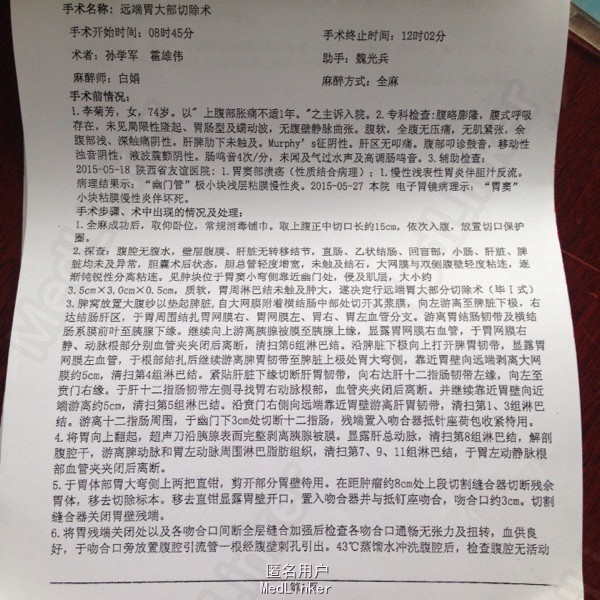 手术名称：远端胃大部切除术
手术开始时间：08时45分 手术终止时间：12时02分
术者：孙学军 霍雄伟 助手：魏光兵
麻醉师：白娟 麻醉方式：全麻
手术前情况：
1.李菊芳，女，74岁。以"上腹部胀痛不适1年。"之主诉入院。2.专科检查:腹略膨隆，腹式呼吸
存在，未见局限性隆起、胃肠型及蠕动波，无腹壁静脉曲张。腹软，全腹无压痛，无肌紧张，余
腹部浅、深触痛阴性。肝脾肋下未触及。Murphy's征阴性。肝区无叩痛。腹部叩诊鼓音，移动性
浊音阴性，液波震颤阴性。肠鸣音4次/分，未闻及气过水声及高调肠鸣音。3.辅助检查：
2015-05-18 陕西省友谊医院：1.胃窦部溃疡（性质结合病理）；1.慢性浅表性胃炎伴胆汁反流。
病理结果示："幽门管"极小块浅层粘膜慢性炎。2015-05-27 本院 电子胃镜病理示："胃窦"
小块粘膜慢性炎伴坏死。
手术步骤、术中出现的情况及处理：
1.全麻成功后，取仰卧位，常规消毒铺巾。取上腹正中切口长约15cm，依次入腹，放置切口保护
圈。
2.探查：腹腔无腹水，壁层腹膜、肝脏无转移结节，直肠、乙状结肠、回盲部，小肠、肝脏、脾
脏均未及异常，胆囊术后状态，胆总管轻度增宽，未触及结石，大网膜与双侧腹壁轻度粘连，逐
渐钝锐性分离粘连。见肿块位于胃窦小弯侧靠近幽门处，便及肌层，大小约
3.5cm×3.0cm×0.5cm，质软，胃周淋巴结未触及肿大，遂决定行远端胃大部分切除术（毕Ⅰ式）
3.脾窝放置大腹纱以垫起脾脏，自大网膜附着横结肠中部处切开其浆膜，向左游离至脾脏下极，右
达结肠肝区，于胃周围结扎胃网膜右、胃网膜左、胃右、胃左血管分支。游离胃结肠韧带及横结
肠系膜前叶至胰腺下缘。继续向上游离胰腺被膜至胰腺上缘，显露胃网膜右血管，于胃网膜右
静、动脉根部分别血管夹夹闭后离断，清扫第6组淋巴结。沿脾脏下极向上打开脾胃韧带，显露胃
网膜左血管，于根部结扎后继续游离脾胃韧带至脾脏上极处胃大弯侧，靠近胃壁向远端剥离大网
膜约5cm，清扫第4组淋巴结。紧贴肝脏下缘切断肝胃韧带，向右达肝十二指肠韧带左缘，向左至
贲门右缘。于肝十二指肠韧带左侧寻找胃右动脉根部，血管夹夹闭后离断。并继续靠近胃壁向近
端游离约5cm，清扫第5组淋巴结。沿贲门右侧向远端靠近胃壁游离肝胃韧带，清扫第1、3组淋巴
结。游离十二指肠周围，于幽门下3cm处切断十二指肠，残端置入吻合器抵针座荷包收紧待用。
4.将胃向上翻起，超声刀沿胰腺表面完整剥离胰腺被膜。显露肝总动脉，清扫第8组淋巴结，解剖
腹腔干，游离脾动脉和胃左动脉周围淋巴脂肪组织，清扫第7、9、11组淋巴结，于胃左动静脉根
部血管夹夹闭后离断。
5.于胃体部胃大弯侧上两把直钳，剪开部分胃壁待用。在距肿瘤约8cm处上段切割缝合器切断残余
胃体，移去切除标本。移去直钳显露胃壁开口，置入吻合器并与抵钉座吻合，吻合口约3cm。切割
缝合器关闭胃壁残端。
6.将胃残端关闭处以及各吻合口间断全层缝合加强后检查各吻合口通畅无张力及扭转，血供良
好，于吻合口旁放置腹腔引流管一根经腹壁刺孔引出。43℃蒸馏水冲洗腹腔后，检查腹腔无活动
匿名用户
MedLinker